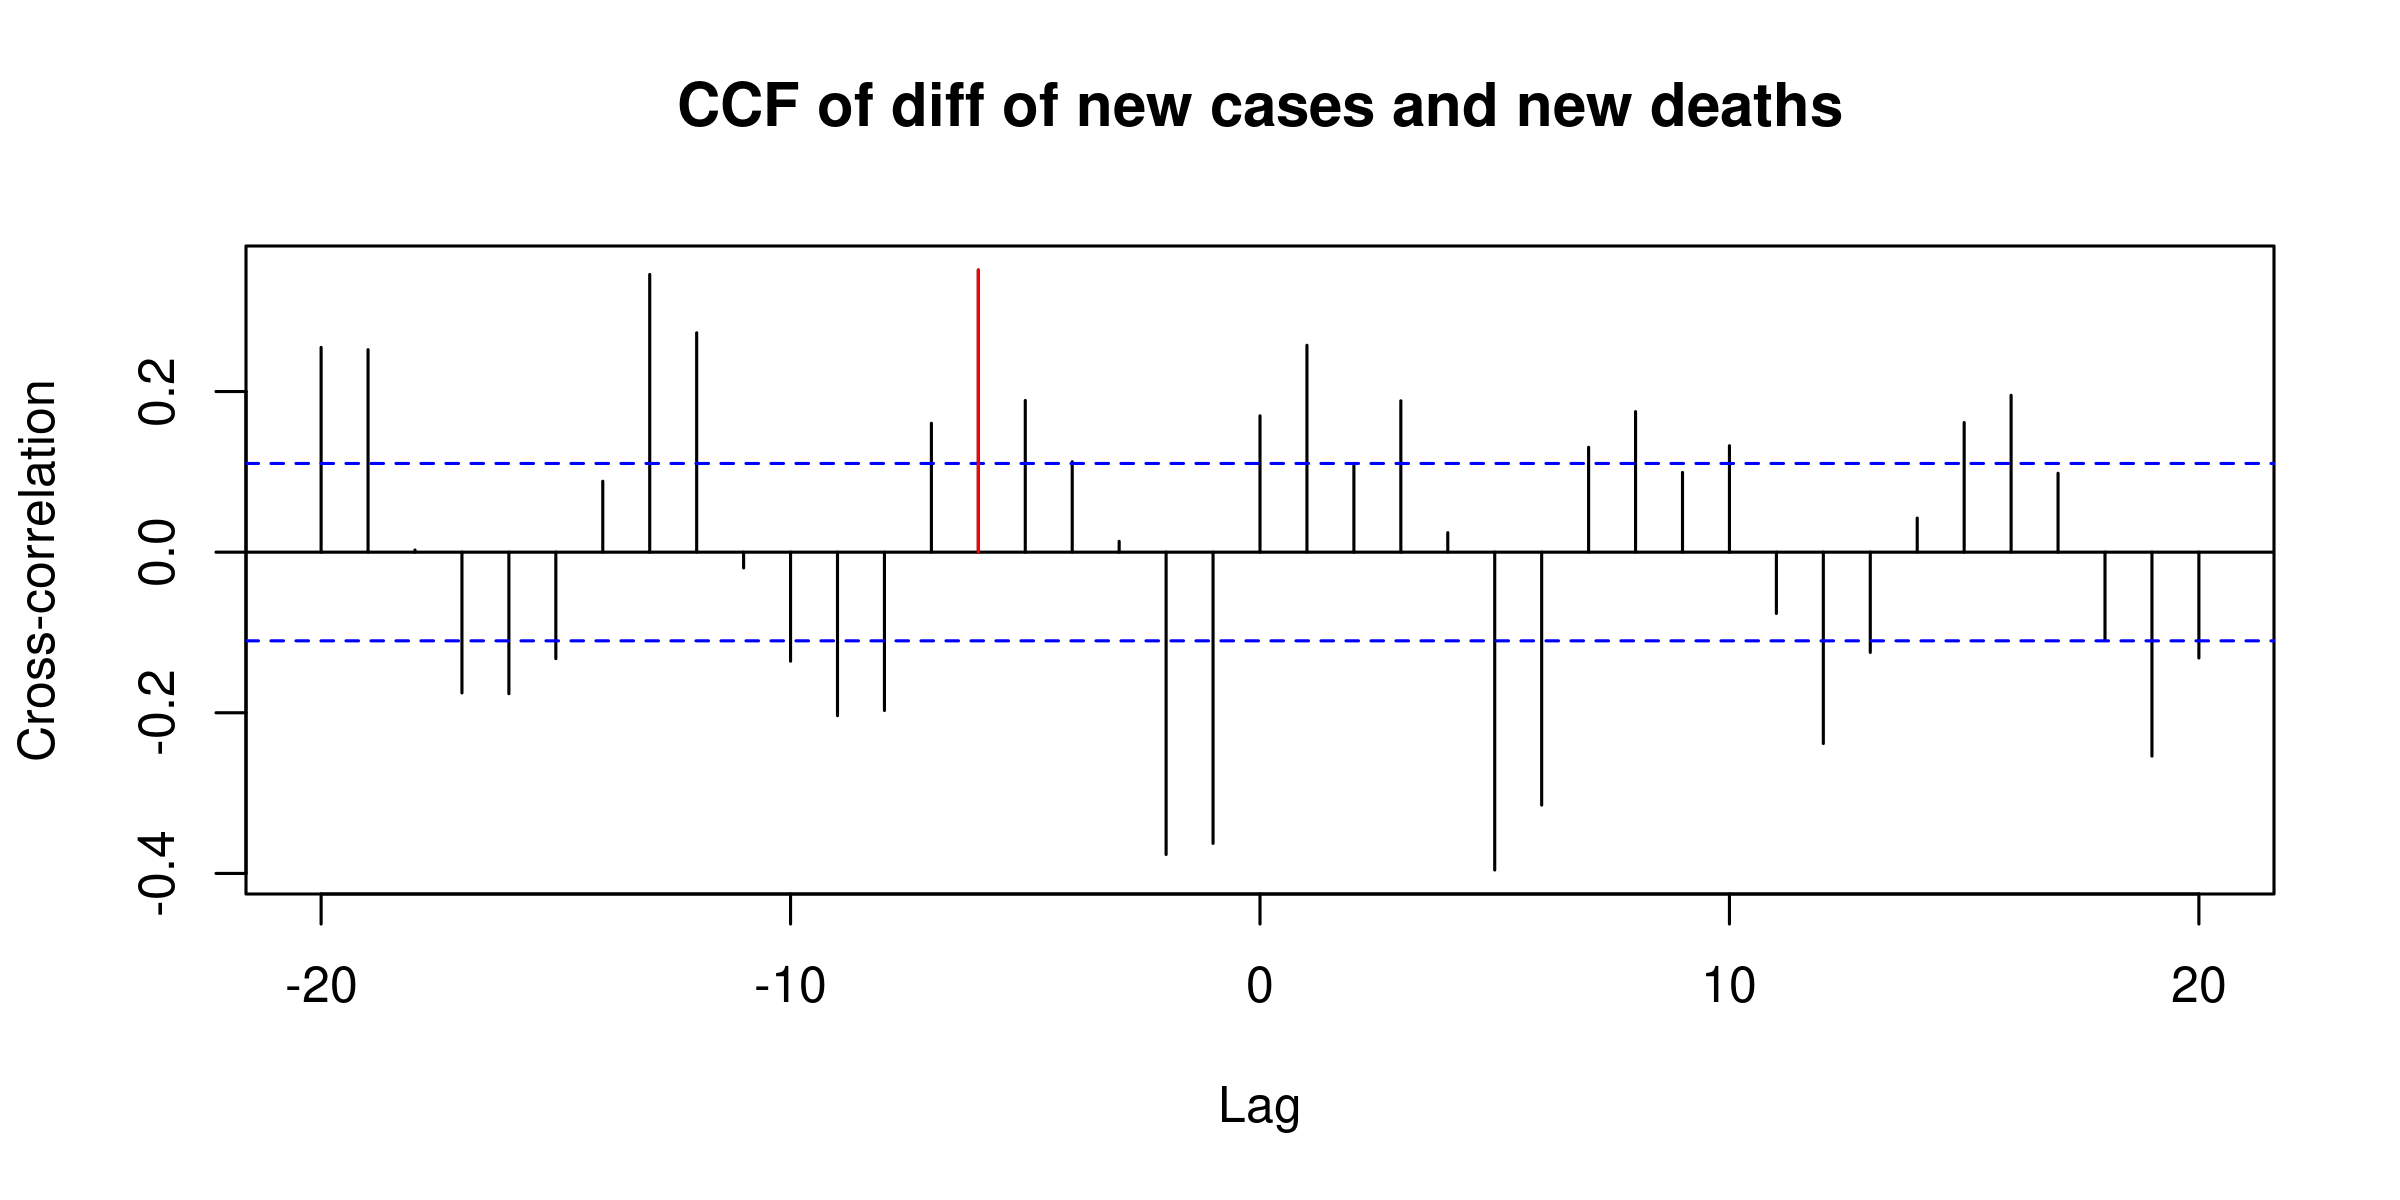 CCF of diff of new cases and new deaths
Cross-correlation
0.2
0.0
-0.2
-0.4
-20 -10 0 10 20
Lag